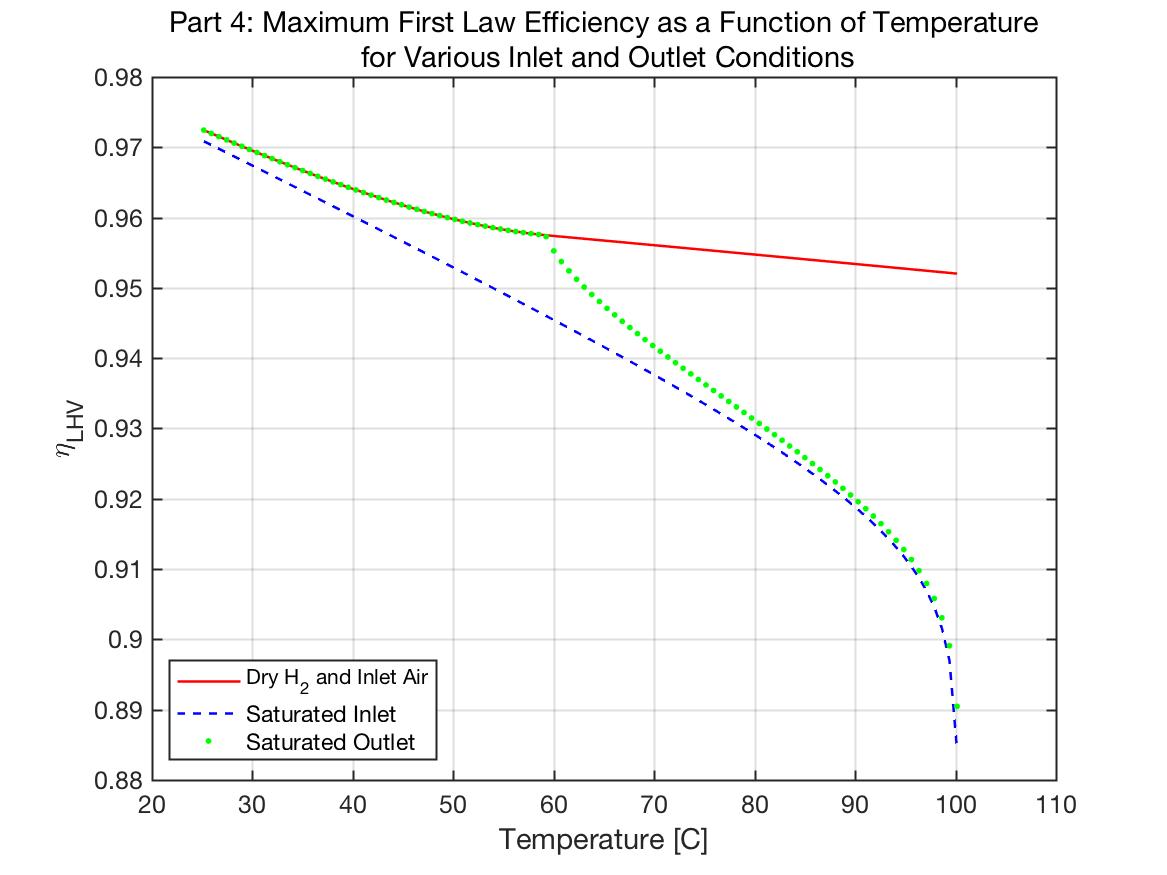 Part 4: Maximum First Law Efficiency as a Function of Temperature
for Various Inlet and Outlet Conditions
0.98
0.97
0.96
0.95
0.94
0.93
0.92
0.91
0.9
0.89
0.88
η_LHV
Dry H₂ and Inlet Air
Saturated Inlet
Saturated Outlet
20 30 40 50 60 70 80 90 100 110
Temperature [C]